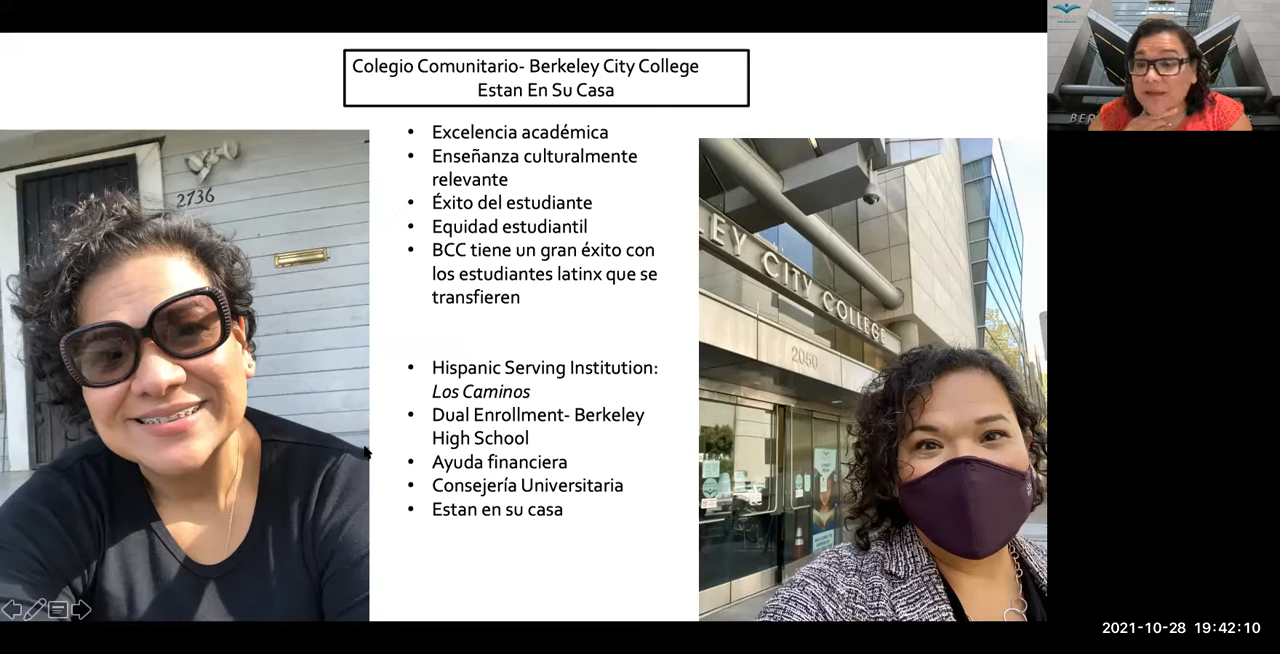 Colegio Comunitario- Berkeley City College
Estan En Su Casa
• Excelencia académica
• Enseñanza culturalmente
relevante
• Éxito del estudiante
• Equidad estudiantil
• BCC tiene un gran éxito con
los estudiantes latinx que se
transfieren
• Hispanic Serving Institution:
Los Caminos
• Dual Enrollment- Berkeley
High School
• Ayuda financiera
• Consejería Universitaria
• Estan en su casa
2736
LEY CITY COLLEGE
2050
BER
2021-10-28 19:42:10